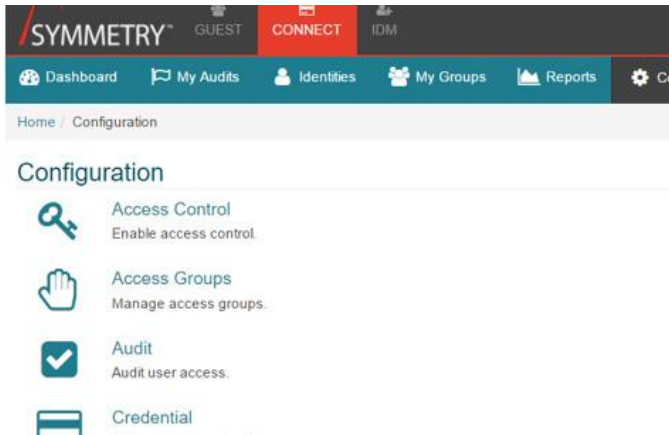 SYMMETRY™
GUEST
CONNECT
IDM
Dashboard
My Audits
Identities
My Groups
Reports
Home / Configuration
Configuration
Access Control
Enable access control.
Access Groups
Manage access groups.
Audit
Audit user access.
Credential